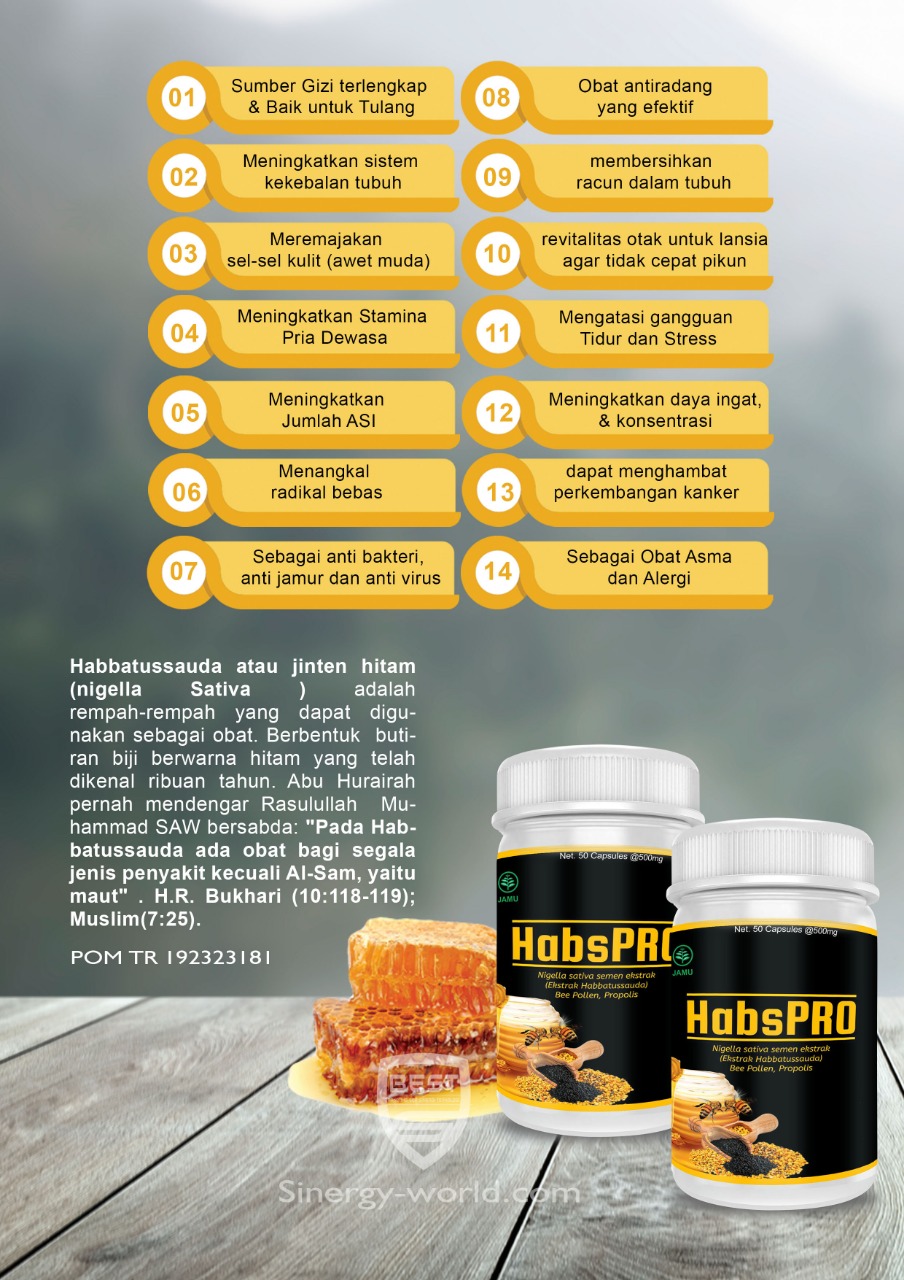 01
Sumber Gizi terlengkap
& Baik untuk Tulang
02
Meningkatkan sistem
kekebalan tubuh
03
Meremajakan
sel-sel kulit (awet muda)
04
Meningkatkan Stamina
Pria Dewasa
05
Meningkatkan
Jumlah ASI
06
Menangkal
radikal bebas
07
Sebagai anti bakteri,
anti jamur dan anti virus
08
Obat antiradang
yang efektif
09
membersihkan
racun dalam tubuh
10
revitalitas otak untuk lansia
agar tidak cepat pikun
11
Mengatasi gangguan
Tidur dan Stress
12
Meningkatkan daya ingat,
& konsentrasi
13
dapat menghambat
perkembangan kanker
14
Sebagai Obat Asma
dan Alergi
Habbatussauda atau jinten hitam
(nigella Sativa ) adalah
rempah-rempah yang dapat digu-
nakan sebagai obat. Berbentuk buti-
ran biji berwarna hitam yang telah
dikenal ribuan tahun. Abu Hurairah
pernah mendengar Rasulullah Mu-
hammad SAW bersabda: "Pada Hab-
batussauda ada obat bagi segala
jenis penyakit kecuali Al-Sam, yaitu
maut" . H.R. Bukhari (10:118-119);
Muslim(7:25).
POM TR 192323181
Net. 50 Capsules @500mg
JAMU
HabsPRO
Nigella sativa semen ekstrak
(Ekstrak Habbatussauda)
Bee Pollen, Propolis
Net. 50 Capsules @500mg
JAMU
HabsPRO
Nigella sativa semen ekstrak
(Ekstrak Habbatussauda)
Bee Pollen, Propolis
BEST
Sinergy-world.com